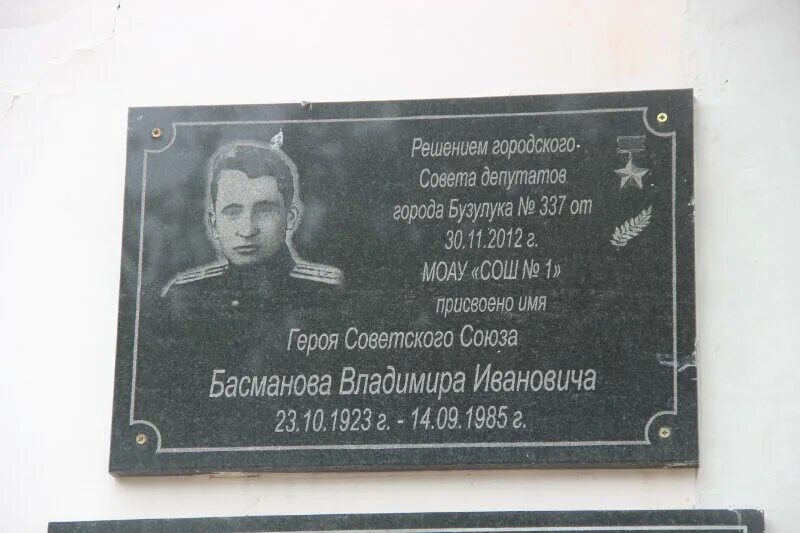 Решением городского
Совета депутатов
города Бузулука № 337 от
30.11.2012 г.
МОАУ «СОШ № 1»
присвоено имя
Героя Советского Союза
Басманова Владимира Ивановича
23.10.1923 г. - 14.09.1985 г.